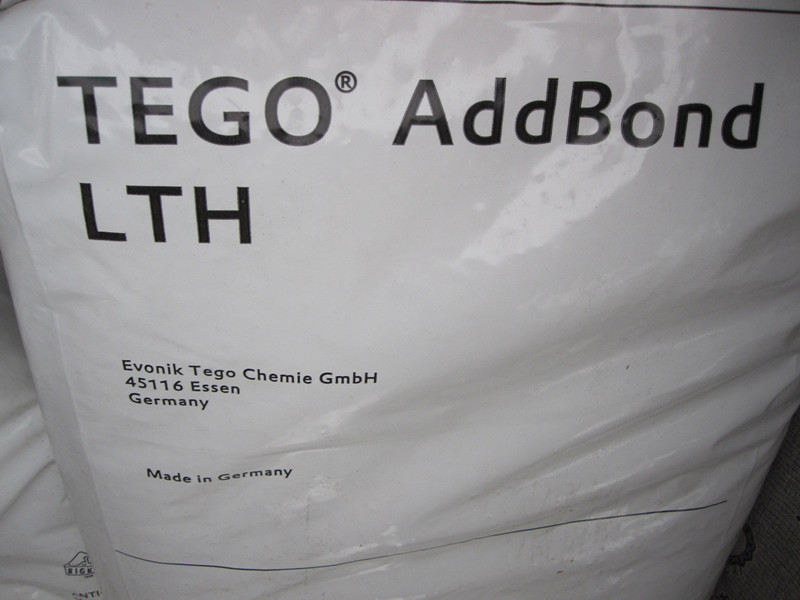 TEGO® AddBond
LTH
Evonik Tego Chemie GmbH
45116 Essen
Germany
Made in Germany